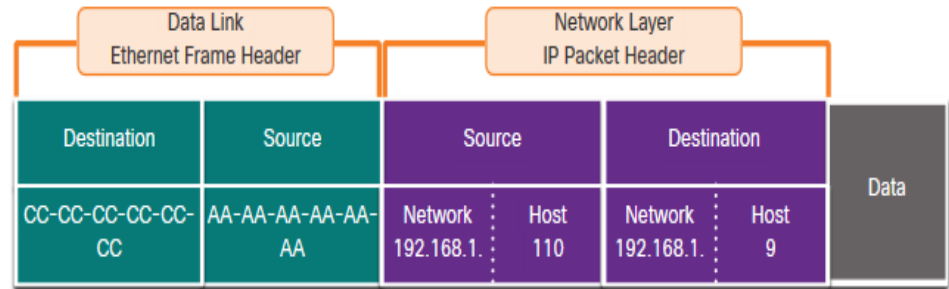 Data Link
Ethernet Frame Header
Network Layer
IP Packet Header
Destination
Source
Source
Destination
Data
CC-CC-CC-CC-CC-
CC
AA-AA-AA-AA-AA-
AA
Network
192.168.1.
Host
110
Network
192.168.1.
Host
9